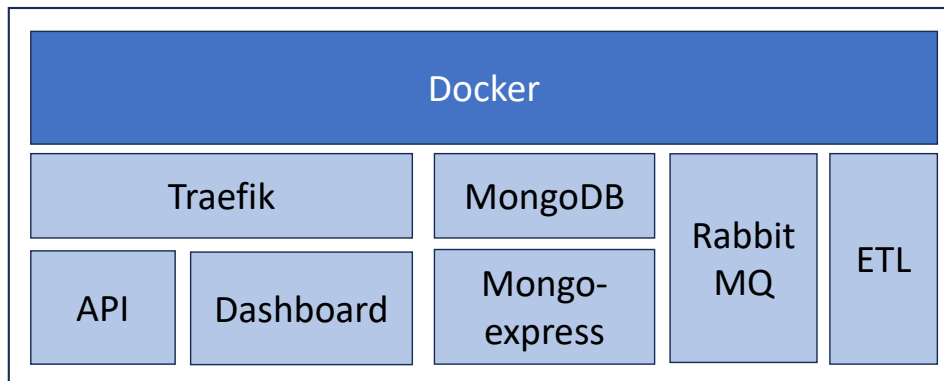 Docker
Traefik
MongoDB
Rabbit
MQ
ETL
API
Dashboard
Mongo-
express